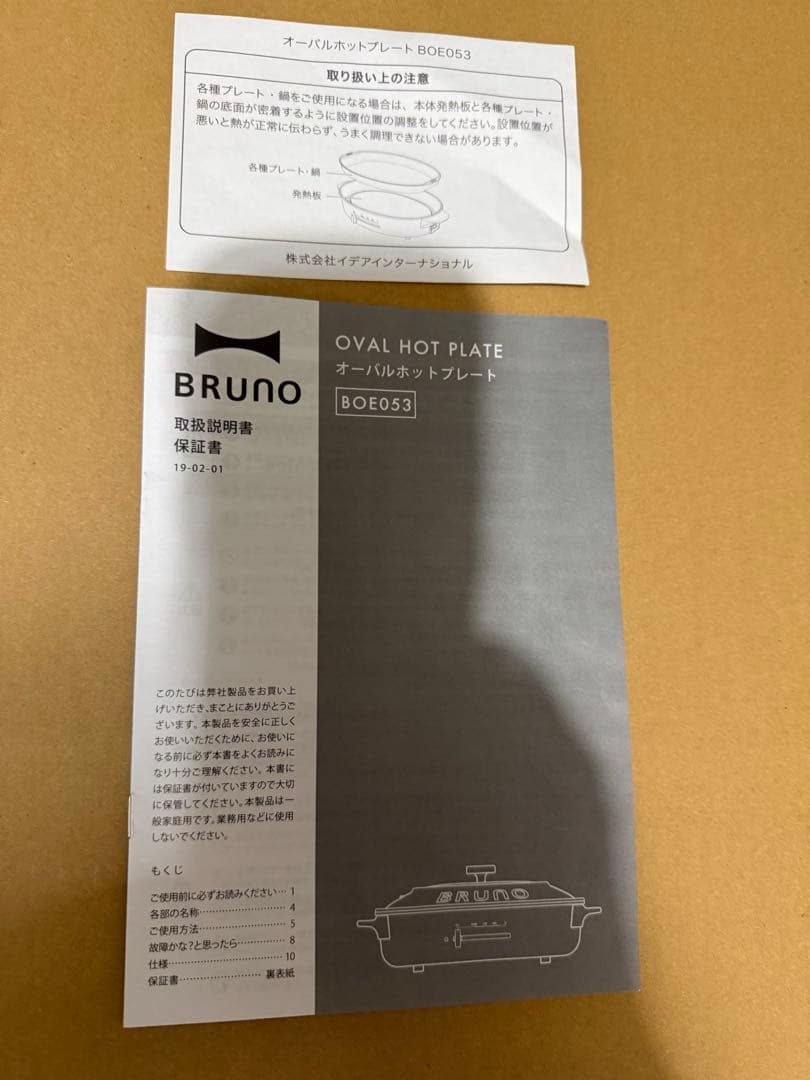 オーバルホットプレート BOE053
取り扱い上の注意
各種プレート・鍋をご使用になる場合は、本体発熱板と各種プレート・
鍋の底面が密着するように設置位置の調整をしてください。設置位置が
悪いと熱が正常に伝わらず、うまく調理できない場合があります。
各種プレート・鍋
発熱板
株式会社イデアインターナショナル
BRUNO
取扱説明書
保証書
19-02-01
OVAL HOT PLATE
オーバルホットプレート
BOE053
このたびは弊社製品をお買い上
げいただき、まことにありがとうご
ざいます。本製品を安全に正しく
お使いいただくために、お使いに
なる前に必ず本書をよくお読みに
なり十分ご理解ください。本書に
は保証書が付いていますので大切
に保管してください。本製品は一
般家庭用です。業務用などに使用
しないでください。
もくじ
ご使用前に必ずお読みください… 1
各部の名称……………………… 4
ご使用方法……………………… 5
故障かな?と思ったら…………… 8
仕様……………………………… 10
保証書…………………… 裏表紙
BRUNO